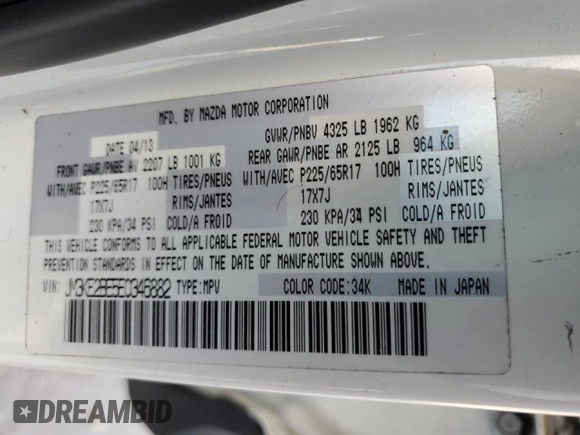 MFD. BY MAZDA MOTOR CORPORATION
DATE 04/13 GVWR/PNBV 4325 LB 1962 KG
FRONT GAWR/PNBE AV 2207 LB 1001 KG REAR GAWR/PNBE AR 2125 LB 964 KG
WITH/AVEC P225/65R17 100H TIRES/PNEUS WITH/AVEC P225/65R17 100H TIRES/PNEUS
17X7J RIMS/JANTES 17X7J RIMS/JANTES
230 KPA/34 PSI COLD/A FROID 230 KPA/34 PSI COLD/A FROID
THIS VEHICLE CONFORMS TO ALL APPLICABLE FEDERAL MOTOR VEHICLE SAFETY AND THEFT
PREVENTION STANDARDS IN EFFECT ON THE DATE OF MANUFACTURE SHOWN ABOVE.
VIN: TYPE:MPV COLOR CODE:34K MADE IN JAPAN
DREAMBID